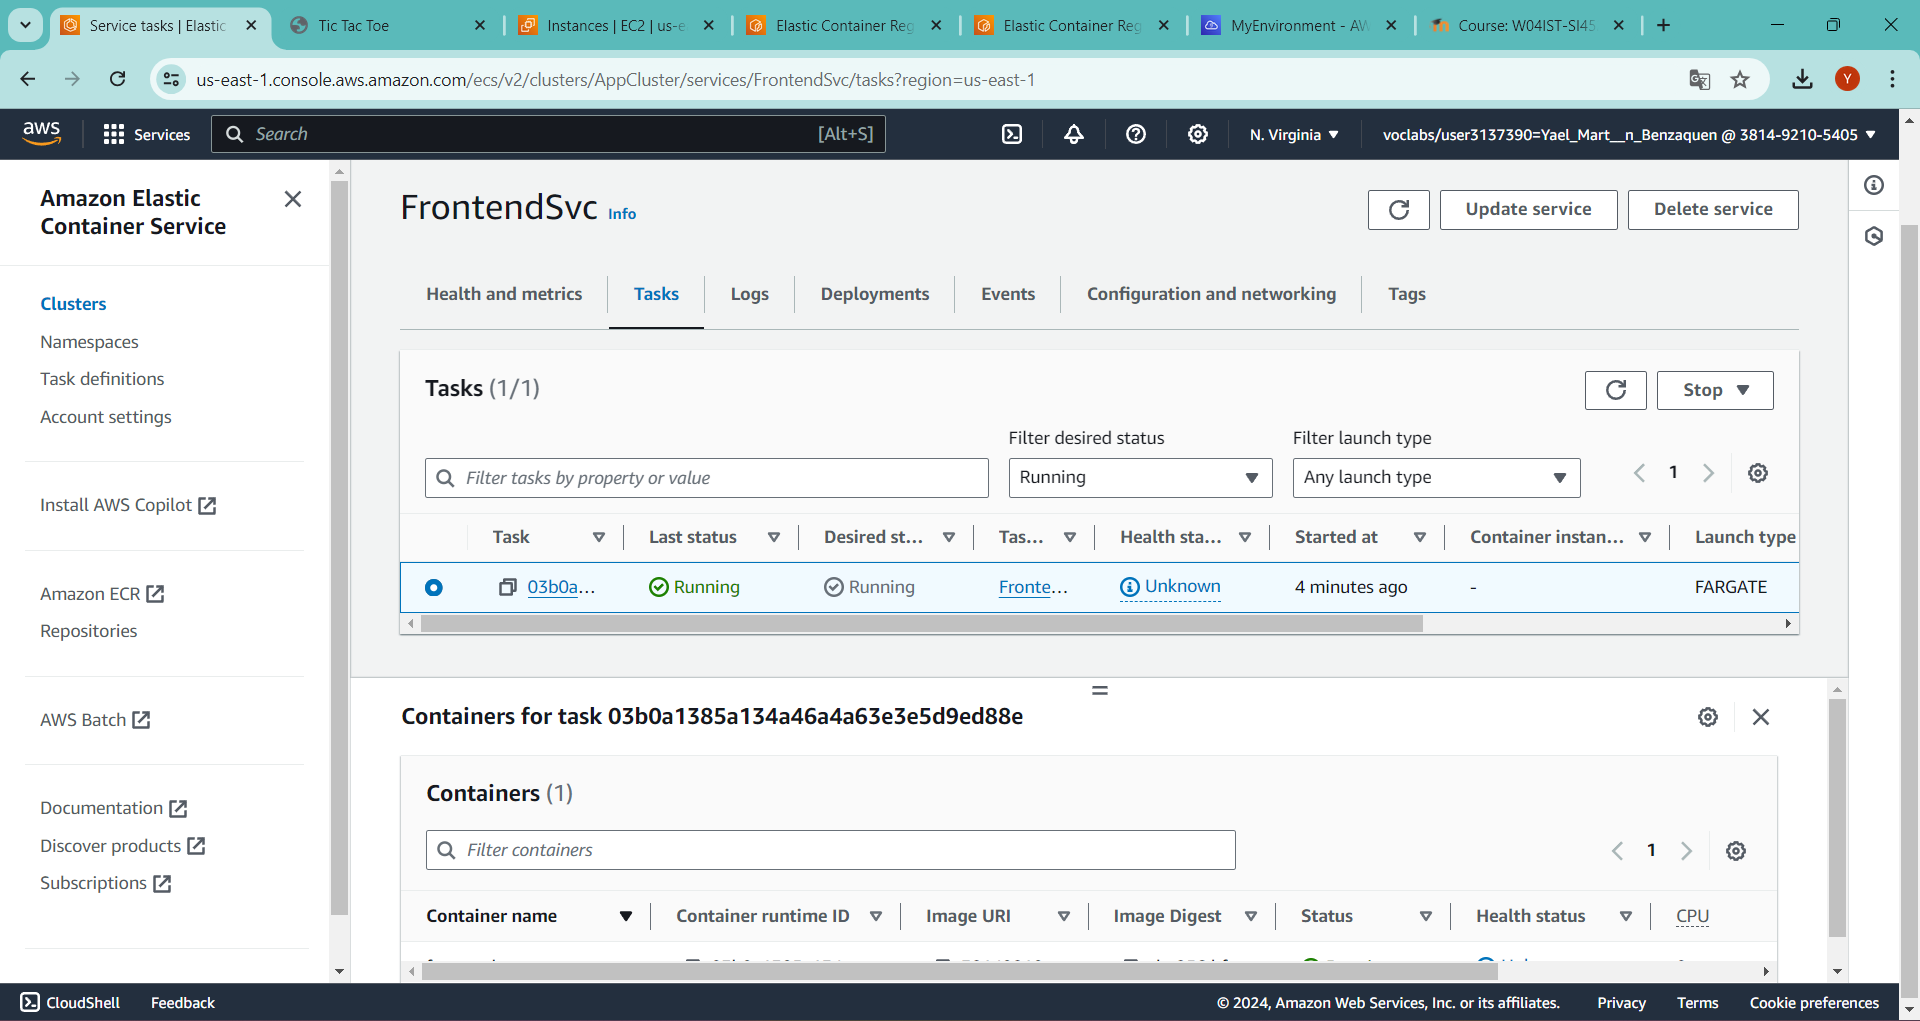 Service tasks | Elastic
Tic Tac Toe
Instances | EC2 | us-e
Elastic Container Reg
Elastic Container Reg
MyEnvironment - AW
Course: W04IST-SI45
us-east-1.console.aws.amazon.com/ecs/v2/clusters/AppCluster/services/FrontendSvc/tasks?region=us-east-1
Y
aws
Services
Search
[Alt+S]
N. Virginia
voclabs/user3137390=Yael_Mart__n_Benzaquen @ 3814-9210-5405
Amazon Elastic
Container Service
Clusters
Namespaces
Task definitions
Account settings
Install AWS Copilot
Amazon ECR
Repositories
AWS Batch
Documentation
Discover products
Subscriptions
FrontendSvc Info
Update service
Delete service
Health and metrics
Tasks
Logs
Deployments
Events
Configuration and networking
Tags
Tasks (1/1)
Stop
Filter desired status
Filter launch type
Filter tasks by property or value
Running
Any launch type
1
Task
Last status
Desired st...
Tas...
Health sta...
Started at
Container instan...
Launch type
03b0a...
Running
Running
Fronte...
Unknown
4 minutes ago
-
FARGATE
Containers for task 03b0a1385a134a46a4a63e3e5d9ed88e
Containers (1)
Filter containers
1
Container name
Container runtime ID
Image URI
Image Digest
Status
Health status
CPU
CloudShell
Feedback
© 2024, Amazon Web Services, Inc. or its affiliates.
Privacy
Terms
Cookie preferences